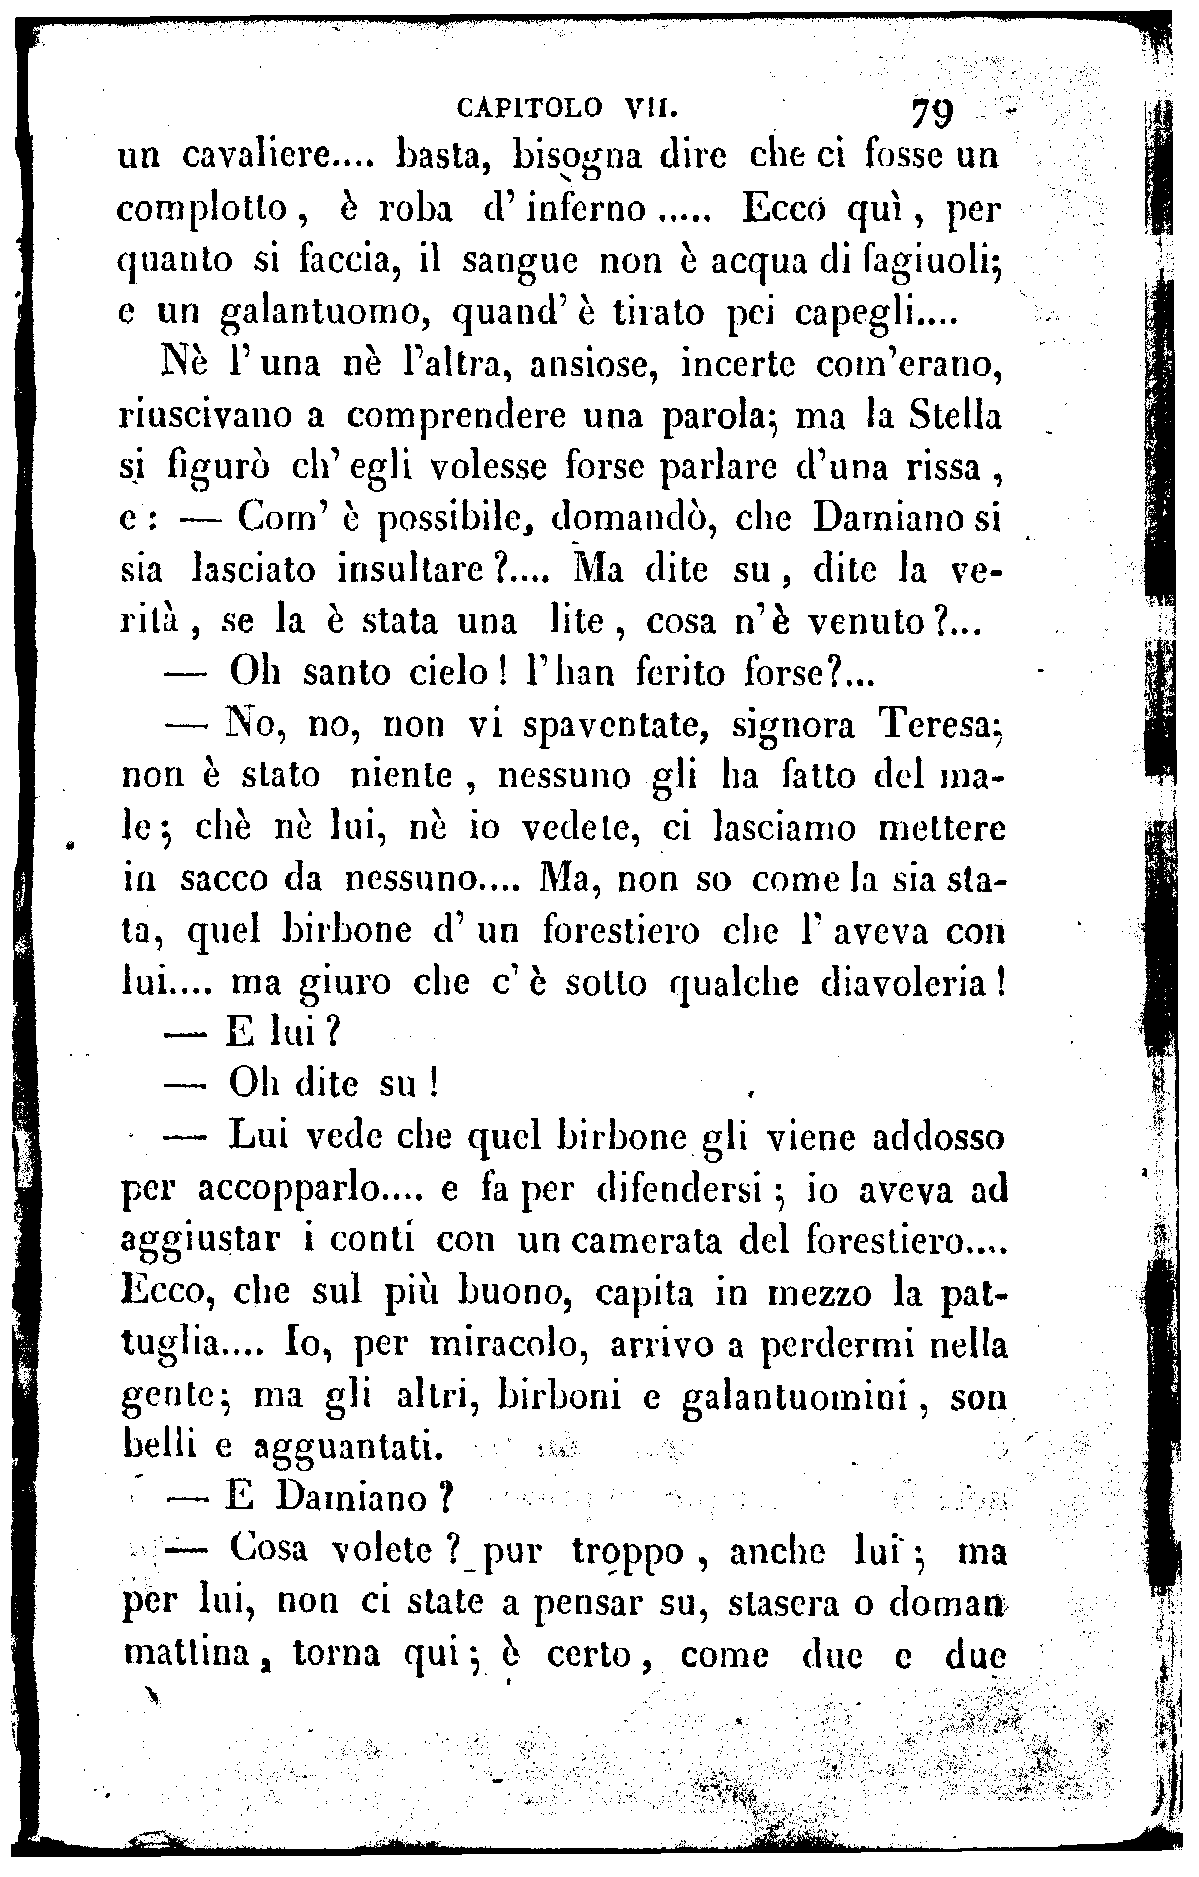 CAPITOLO VII. 79
un cavaliere.... basta, bisogna dire che ci fosse un
complotto, è roba d' inferno ..... Ecco quì, per
quanto si faccia, il sangue non è acqua di fagiuoli;
e un galantuomo, quand' è tirato pei capegli....
Nè l' una nè l'altra, ansiose, incerte com'erano,
riuscivano a comprendere una parola; ma la Stella
si figurò ch' egli volesse forse parlare d'una rissa,
e: — Com' è possibile, domandò, che Damiano si
sia lasciato insultare?.... Ma dite su, dite la ve-
rità, se la è stata una lite, cosa n'è venuto?...
— Oh santo cielo! l'han ferito forse?...
— No, no, non vi spaventate, signora Teresa;
non è stato niente, nessuno gli ha fatto del ma-
le; chè nè lui, nè io vedete, ci lasciamo mettere
in sacco da nessuno.... Ma, non so come la sia sta-
ta, quel birbone d' un forestiero che l' aveva con
lui.... ma giuro che c' è sotto qualche diavoleria!
— E lui?
— Oh dite su!
— Lui vede che quel birbone gli viene addosso
per accopparlo.... e fa per difendersi; io aveva ad
aggiustar i conti con un camerata del forestiero....
Ecco, che sul più buono, capita in mezzo la pat-
tuglia.... Io, per miracolo, arrivo a perdermi nella
gente; ma gli altri, birboni e galantuomini, son
belli e agguantati.
— E Damiano?
— Cosa volete? pur troppo, anche lui; ma
per lui, non ci state a pensar su, stasera o doman
mattina, torna qui; è certo, come due e due